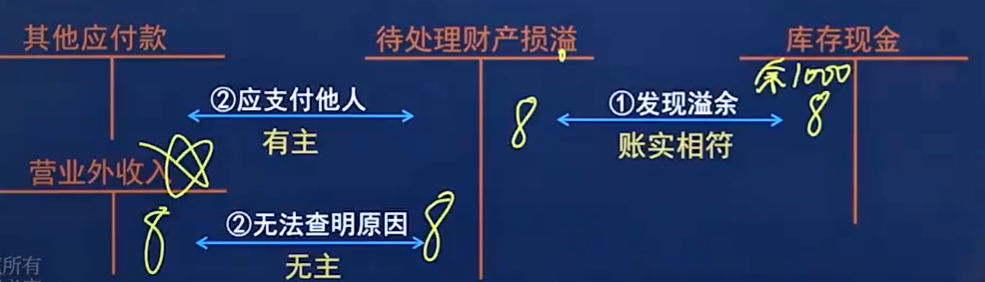 其他应付款
待处理财产损溢
库存现金
余1000
②应支付他人
有主
8
①发现溢余
账实相符
8
营业外收入
8
②无法查明原因
无主
8
所有